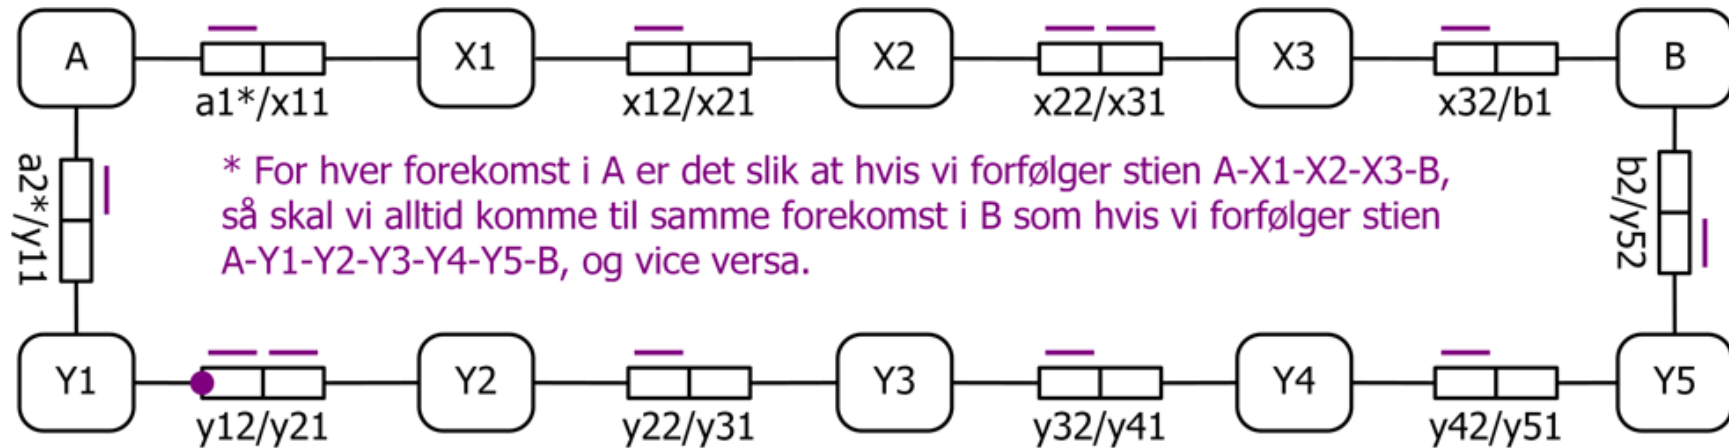 A
X1
X2
X3
B
a1*/x11
x12/x21
x22/x31
x32/b1
a2*/y11
* For hver forekomst i A er det slik at hvis vi forfølger stien A-X1-X2-X3-B,
så skal vi alltid komme til samme forekomst i B som hvis vi forfølger stien
A-Y1-Y2-Y3-Y4-Y5-B, og vice versa.
b2/y52
Y1
Y2
Y3
Y4
Y5
y12/y21
y22/y31
y32/y41
y42/y51